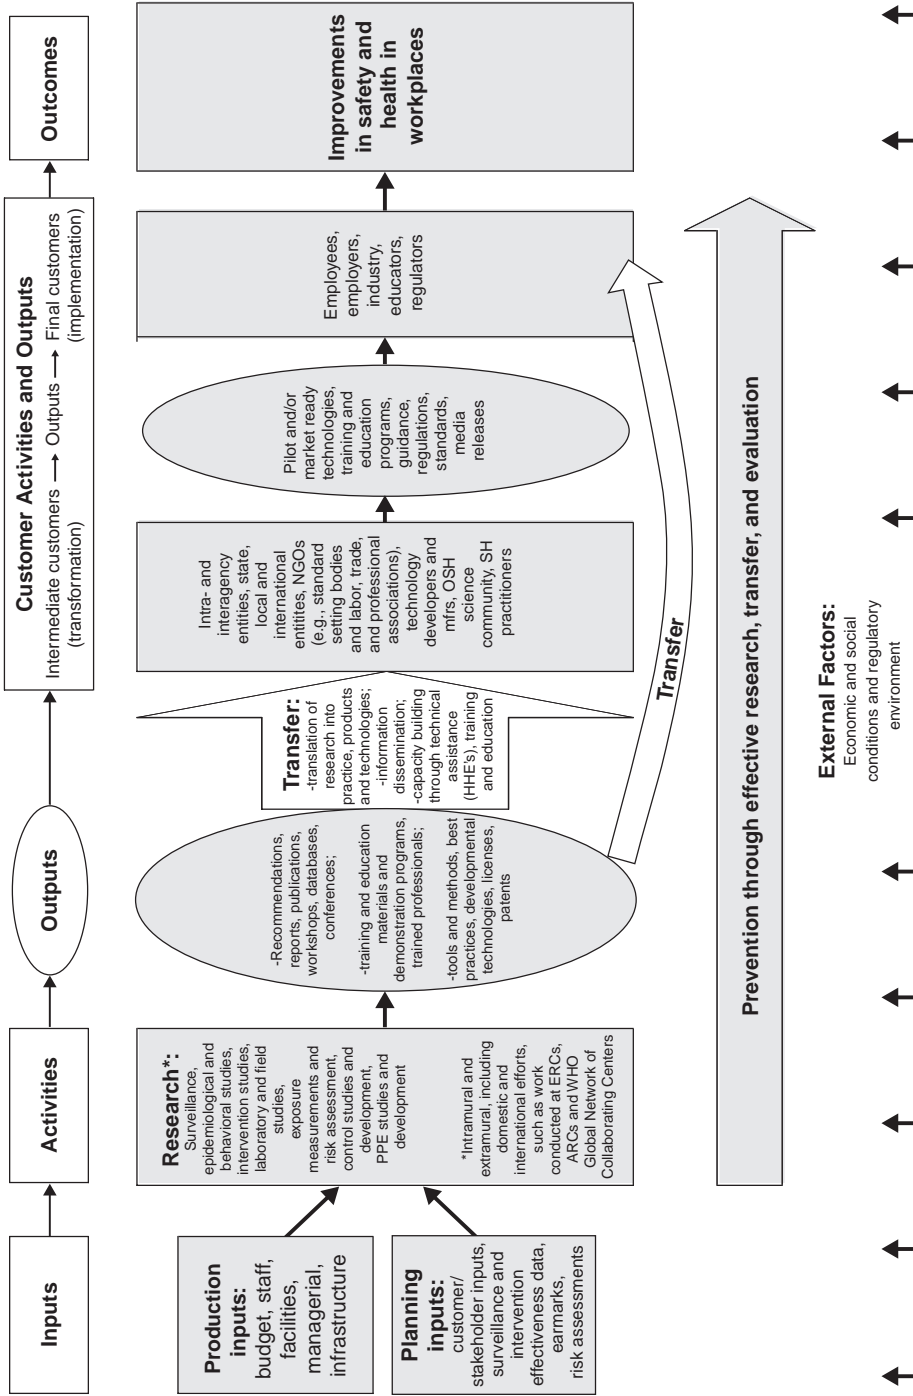 Inputs
Activities
Outputs
Customer Activities and Outputs
Intermediate customers → Outputs → Final customers
(transformation)
(implementation)
Outcomes
Production
inputs:
budget, staff,
facilities,
managerial,
infrastructure
Planning
inputs:
customer/
stakeholder inputs,
surveillance and
intervention
effectiveness data,
earmarks,
risk assessments
Research*:
Surveillance,
epidemiological and
behavioral studies,
intervention studies,
laboratory and field
studies,
exposure
measurements and
risk assessment,
control studies and
development,
PPE studies and
development
*Intramural and
extramural, including
domestic and
international efforts,
such as work
conducted at ERCs,
ARCs and WHO
Global Network of
Collaborating Centers
-Recommendations,
reports, publications,
workshops, databases,
conferences;
-training and education
materials and
demonstration programs,
trained professionals;
-tools and methods, best
practices, developmental
technologies, licenses,
patents
Transfer:
-translation of
research into
practice, products
and technologies;
-information
dissemination;
-capacity building
through technical
assistance
(HHE's), training
and education
Intra- and
interagency
entities, state,
local and
international
entitites, NGOs
(e.g., standard
setting bodies
and labor, trade,
and professional
associations),
technology
developers and
mfrs, OSH
science
community, SH
practitioners
Pilot and/or
market ready
technologies,
training and
education
programs,
guidance,
regulations,
standards,
media
releases
Employees,
employers,
industry,
educators,
regulators
Improvements
in safety and
health in
workplaces
Transfer
Prevention through effective research, transfer, and evaluation
External Factors:
Economic and social
conditions and regulatory
environment